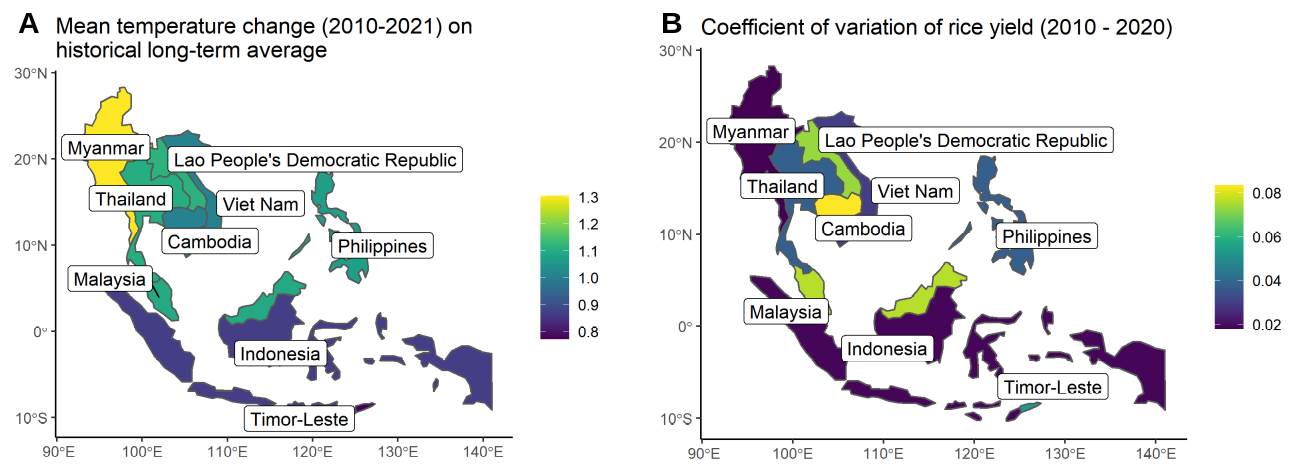 A Mean temperature change (2010-2021) on
historical long-term average
30°N
20°N
10°N
0°
10°S
90°E 100°E 110°E 120°E 130°E 140°E
Myanmar
Lao People's Democratic Republic
Thailand
Viet Nam
Cambodia
Philippines
Malaysia
Indonesia
Timor-Leste
1.3
1.2
1.1
1.0
0.9
0.8
B Coefficient of variation of rice yield (2010 - 2020)
30°N
20°N
10°N
0°
10°S
90°E 100°E 110°E 120°E 130°E 140°E
Myanmar
Lao People's Democratic Republic
Thailand
Viet Nam
Cambodia
Philippines
Malaysia
Indonesia
Timor-Leste
0.08
0.06
0.04
0.02